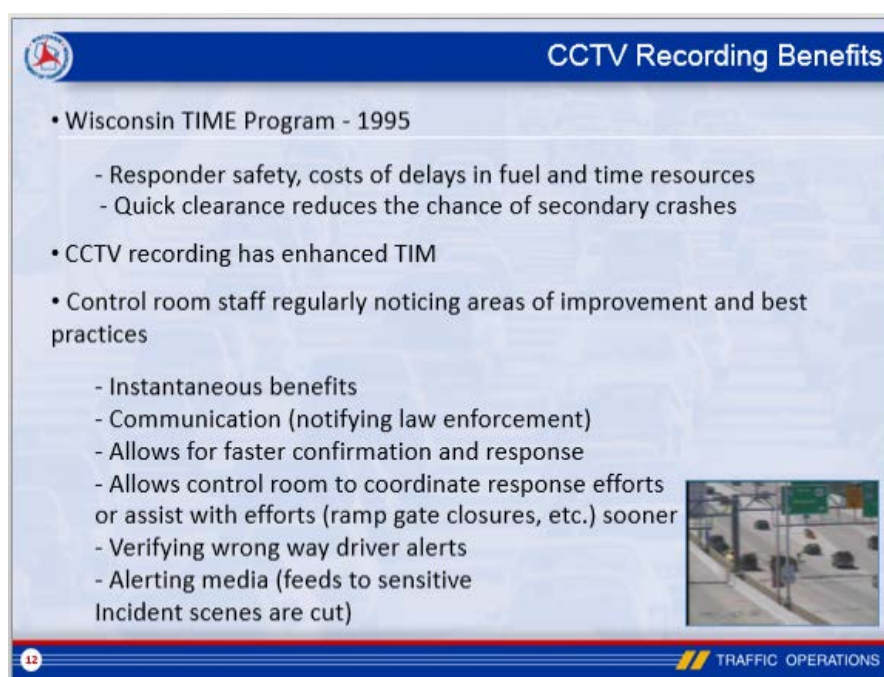 CCTV Recording Benefits
• Wisconsin TIME Program - 1995
- Responder safety, costs of delays in fuel and time resources
- Quick clearance reduces the chance of secondary crashes
• CCTV recording has enhanced TIM
• Control room staff regularly noticing areas of improvement and best
practices
- Instantaneous benefits
- Communication (notifying law enforcement)
- Allows for faster confirmation and response
- Allows control room to coordinate response efforts
or assist with efforts (ramp gate closures, etc.) sooner
- Verifying wrong way driver alerts
- Alerting media (feeds to sensitive
Incident scenes are cut)
12
TRAFFIC OPERATIONS